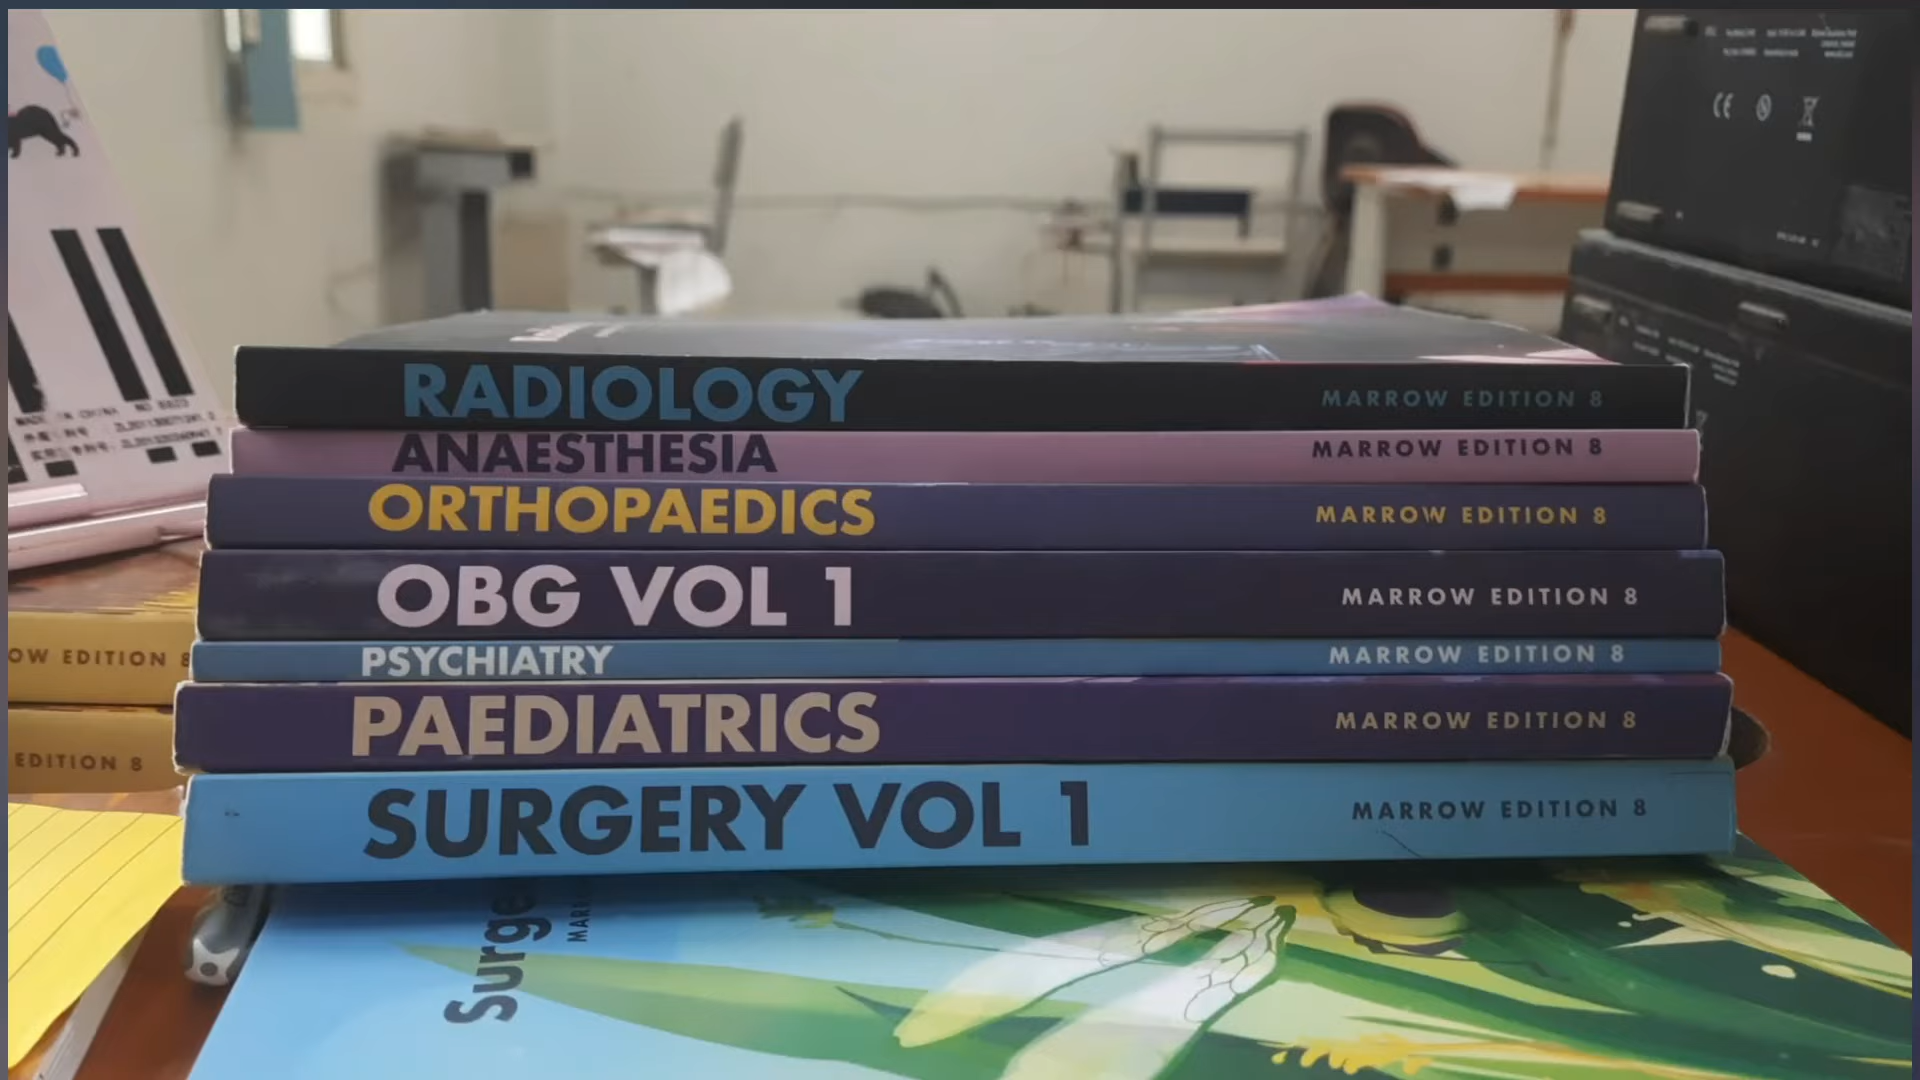 RADIOLOGY MARROW EDITION 8
ANAESTHESIA MARROW EDITION 8
ORTHOPAEDICS MARROW EDITION 8
OBG VOL 1 MARROW EDITION 8
PSYCHIATRY MARROW EDITION 8
PAEDIATRICS MARROW EDITION 8
SURGERY VOL 1 MARROW EDITION 8
OW EDITION 8
EDITION 8
Surge
MAR
CE